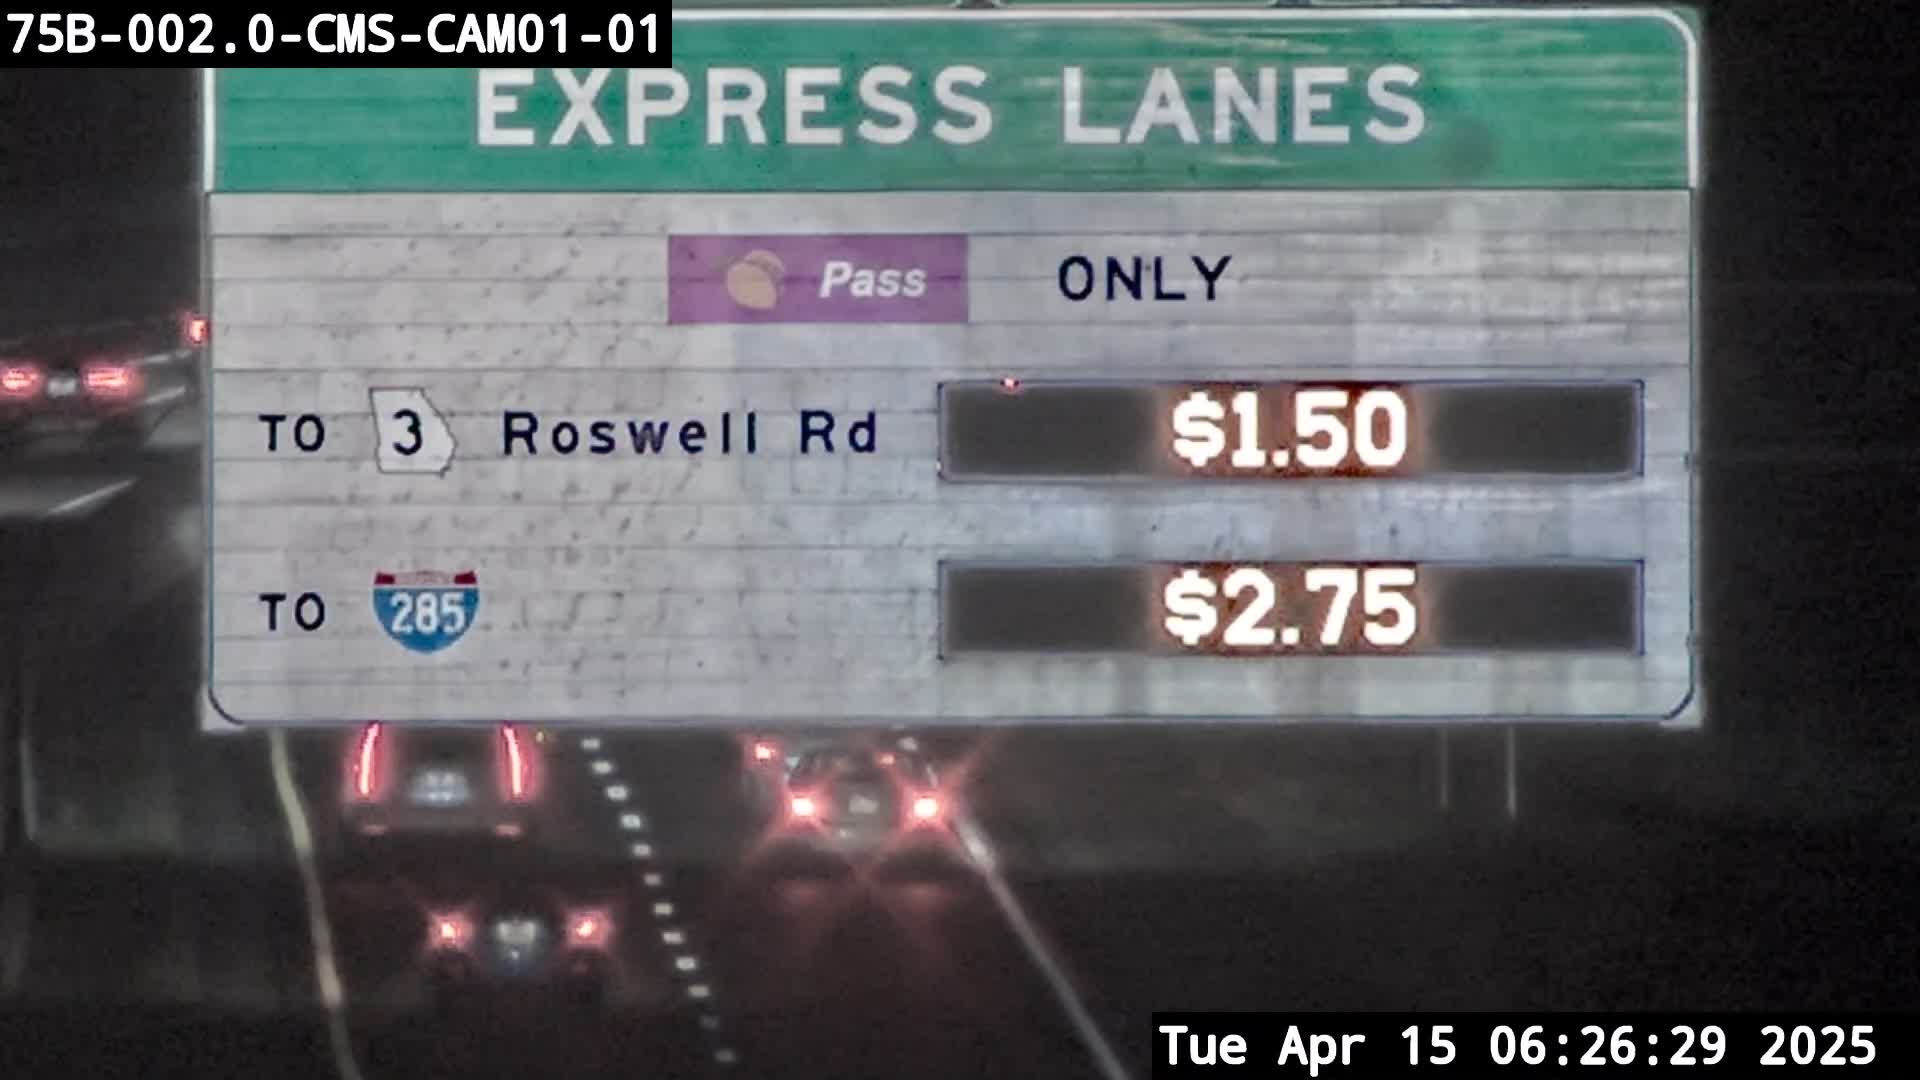 75B-002.0-CMS-CAM01-01
EXPRESS LANES
Pass ONLY
TO 3 Roswell Rd $1.50
TO 285 $2.75
Tue Apr 15 06:26:29 2025